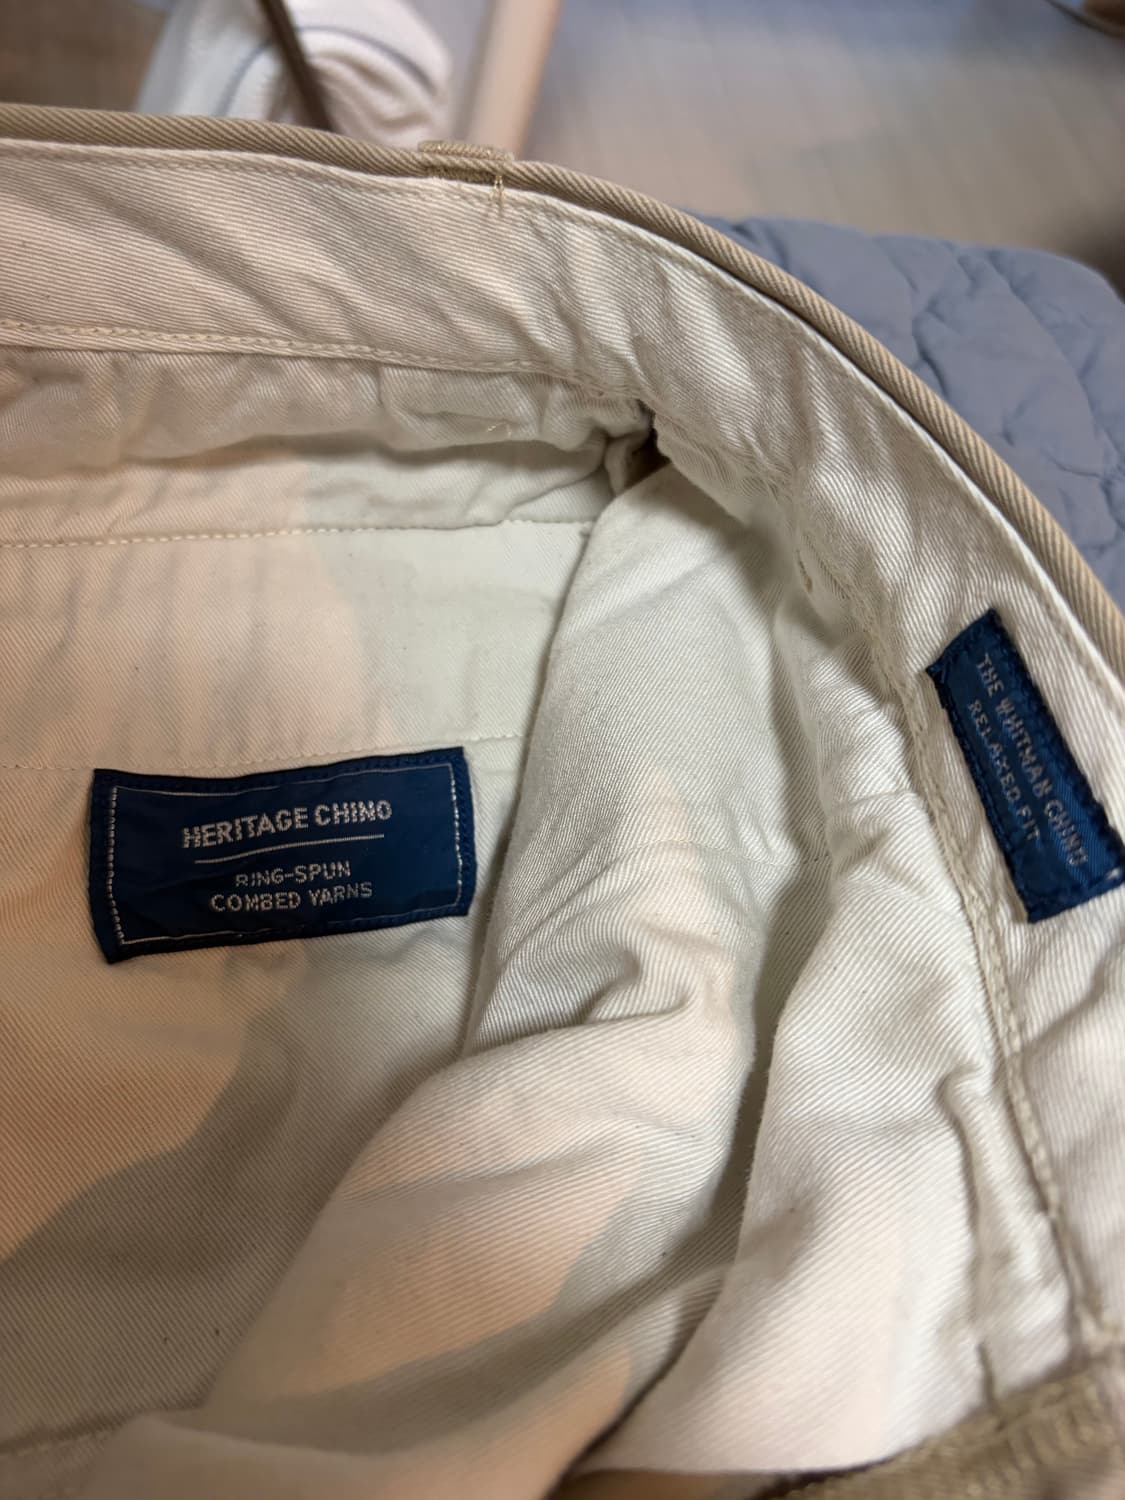 HERITAGE CHINO
RING-SPUN
COMBED YARNS
THE WHITMAN CHINO
RELAXED FIT